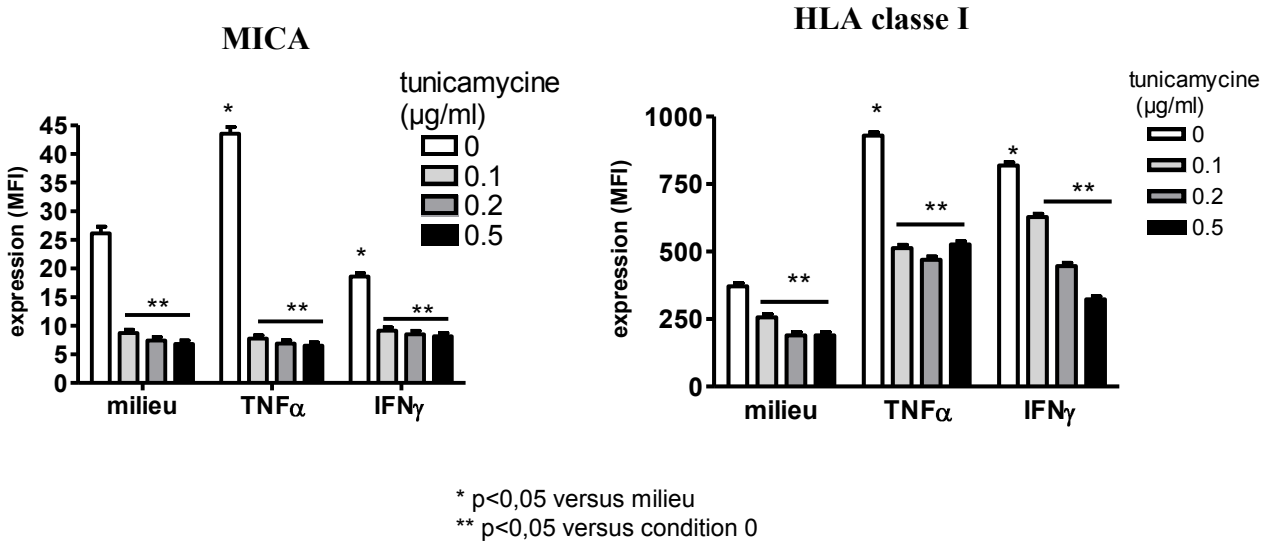 MICA
tunicamycine
(µg/ml)
0
0.1
0.2
0.5
expression (MFI)
45
40
35
30
25
20
15
10
5
0
*
*
**
**
**
milieu
TNFα
IFNγ
HLA classe I
tunicamycine
(µg/ml)
0
0.1
0.2
0.5
expression (MFI)
1000
750
500
250
0
*
*
**
**
**
milieu
TNFα
IFNγ
* p<0,05 versus milieu
** p<0,05 versus condition 0